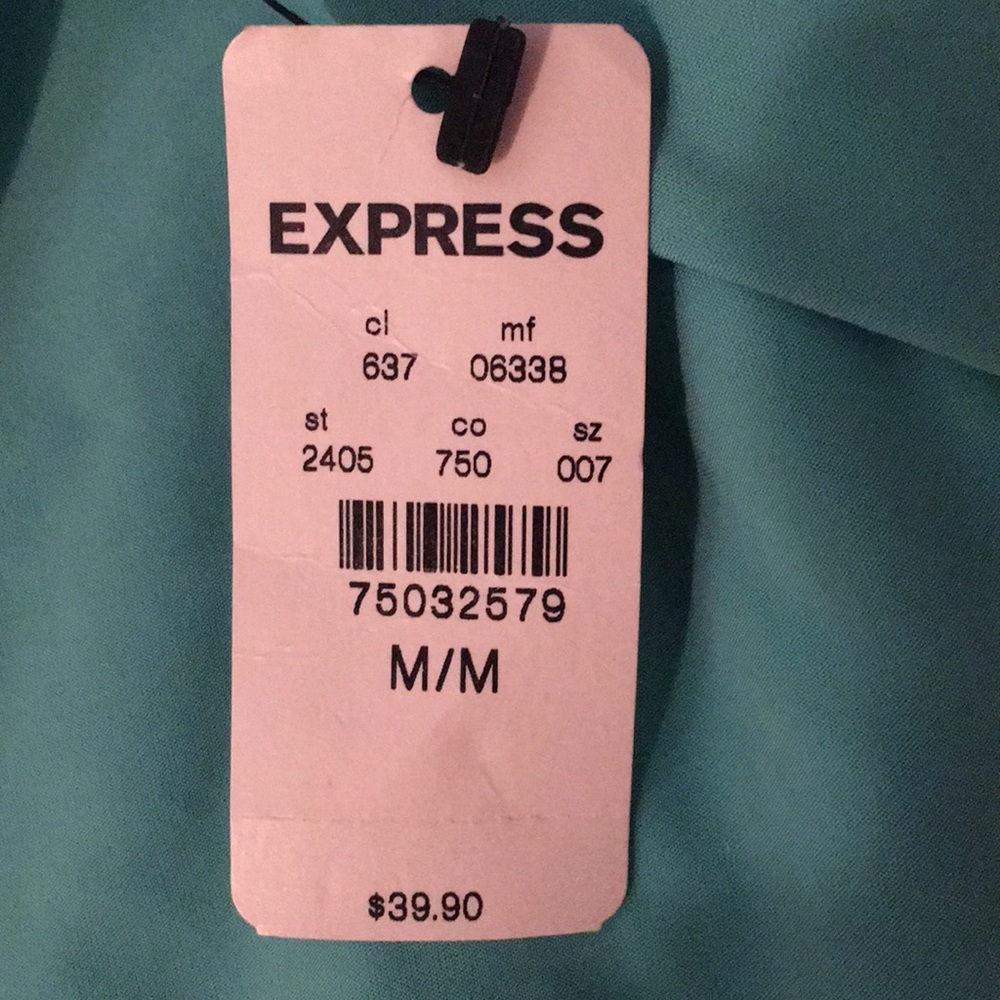 EXPRESS
cl mf
637 06338
st co sz
2405 750 007
75032579
M/M
$39.90